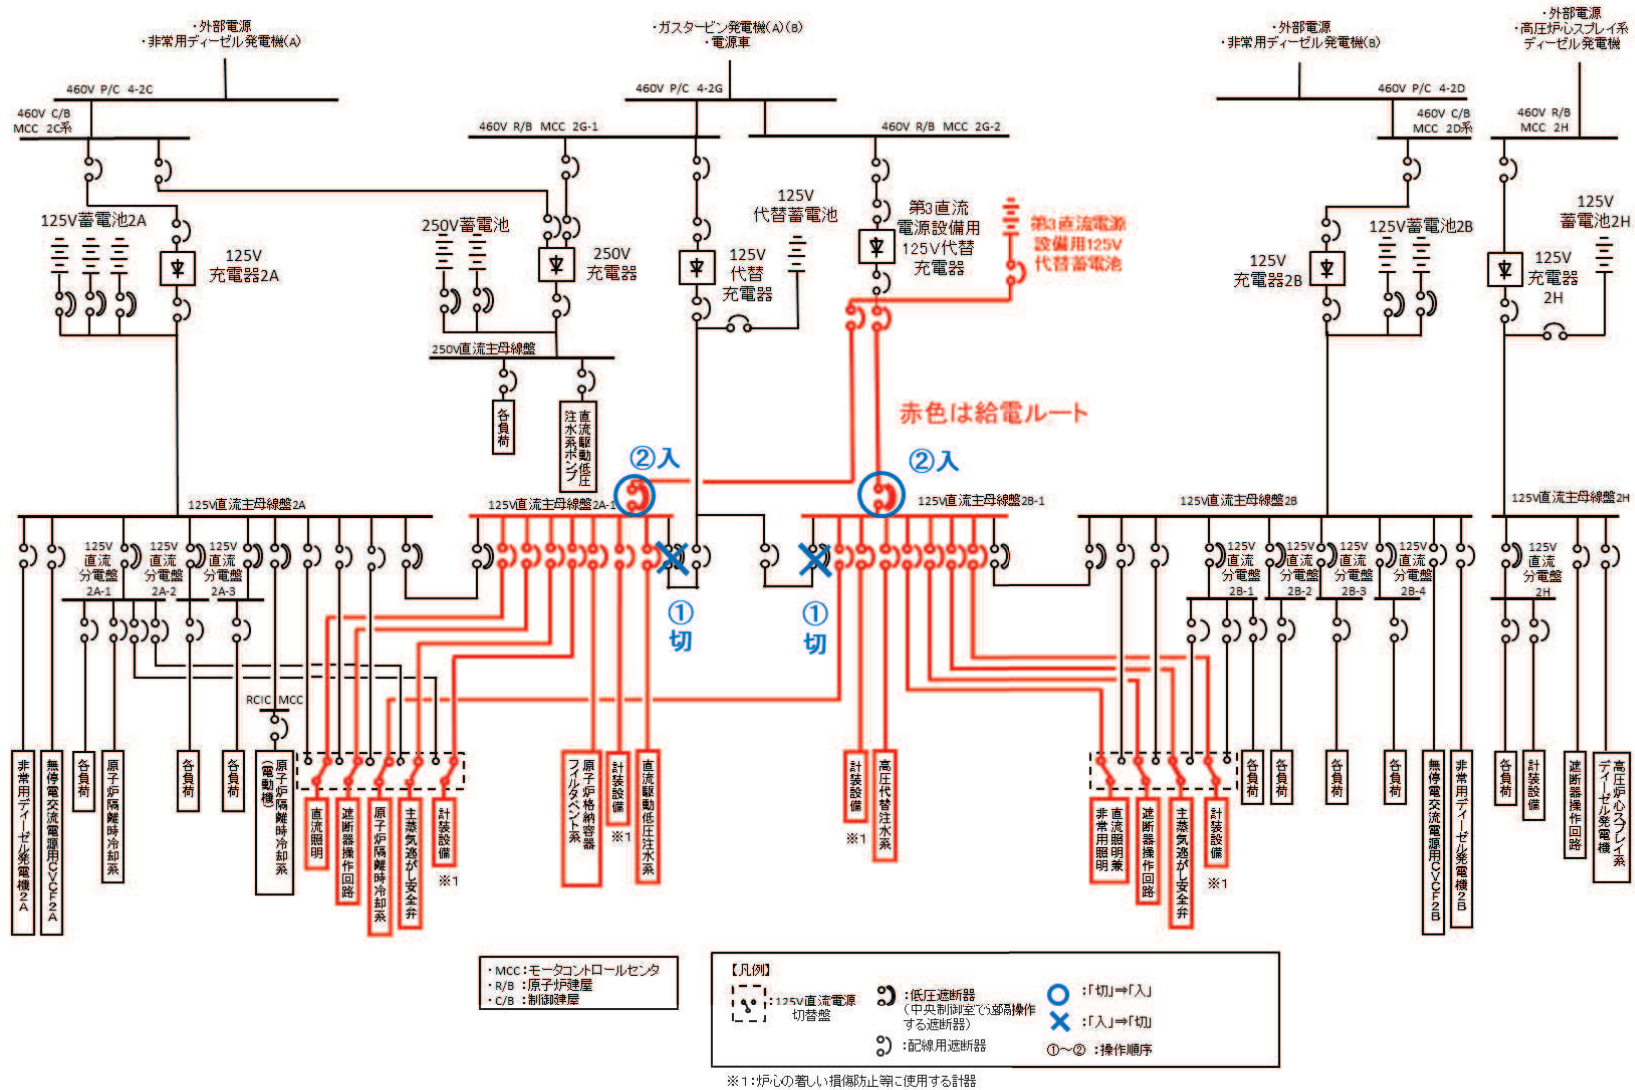 ・外部電源
・非常用ディーゼル発電機(A)
・ガスタービン発電機(A)(B)
・電源車
・外部電源
・非常用ディーゼル発電機(B)
・外部電源
・高圧炉心スプレイ系
ディーゼル発電機
460V P/C 4-2C
460V P/C 4-2G
460V P/C 4-2D
460V C/B
MCC 2C系
460V R/B MCC 2G-1
460V R/B MCC 2G-2
460V C/B
MCC 2D系
460V R/B
MCC 2H
125V蓄電池2A
125V
充電器2A
250V蓄電池
250V
充電器
125V
代替蓄電池
125V
代替
充電器
第3直流
電源設備用
125V代替
充電器
第3直流電源
設備用125V
代替蓄電池
125V
充電器2B
125V蓄電池2B
125V
充電器
2H
125V
蓄電池2H
250V直流主母線盤
各負荷
直流駆動低圧
注水系ポンプ
赤色は給電ルート
②入
②入
125V直流主母線盤2A
125V直流主母線盤2A-1
125V直流主母線盤2B-1
125V直流主母線盤2B
125V直流主母線盤2H
125V
直流
分電盤
2A-1
125V
直流
分電盤
2A-2
125V
直流
分電盤
2A-3
①
切
①
切
125V
直流
分電盤
2B-1
125V
直流
分電盤
2B-2
125V
直流
分電盤
2B-3
125V
直流
分電盤
2B-4
125V
直流
分電盤
2H
RCIC MCC
非常用ディーゼル発電機2A
無停電交流電源用CVCF2A
各負荷
原子炉隔離時冷却系
各負荷
各負荷
原子炉隔離時冷却系
(電動機)
直流照明
遮断器操作回路
原子炉隔離時冷却系
主蒸気逃がし安全弁
計装設備
※1
原子炉格納容器
フィルタベント系
計装設備
※1
直流駆動低圧注水系
計装設備
※1
高圧代替注水系
直流照明兼
非常用照明
遮断器操作回路
主蒸気逃がし安全弁
計装設備
※1
各負荷
各負荷
各負荷
各負荷
無停電交流電源用CVCF2B
非常用ディーゼル発電機2B
各負荷
計装設備
遮断器操作回路
高圧炉心スプレイ系
ディーゼル発電機
・MCC:モータコントロールセンタ
・R/B :原子炉建屋
・C/B :制御建屋
【凡例】
:125V直流電源
切替盤
:低圧遮断器
(中央制御室で遠隔操作
する遮断器)
:配線用遮断器
:「切」⇒「入」
:「入」⇒「切」
①~② :操作順序
※1:炉心の著しい損傷防止等に使用する計器